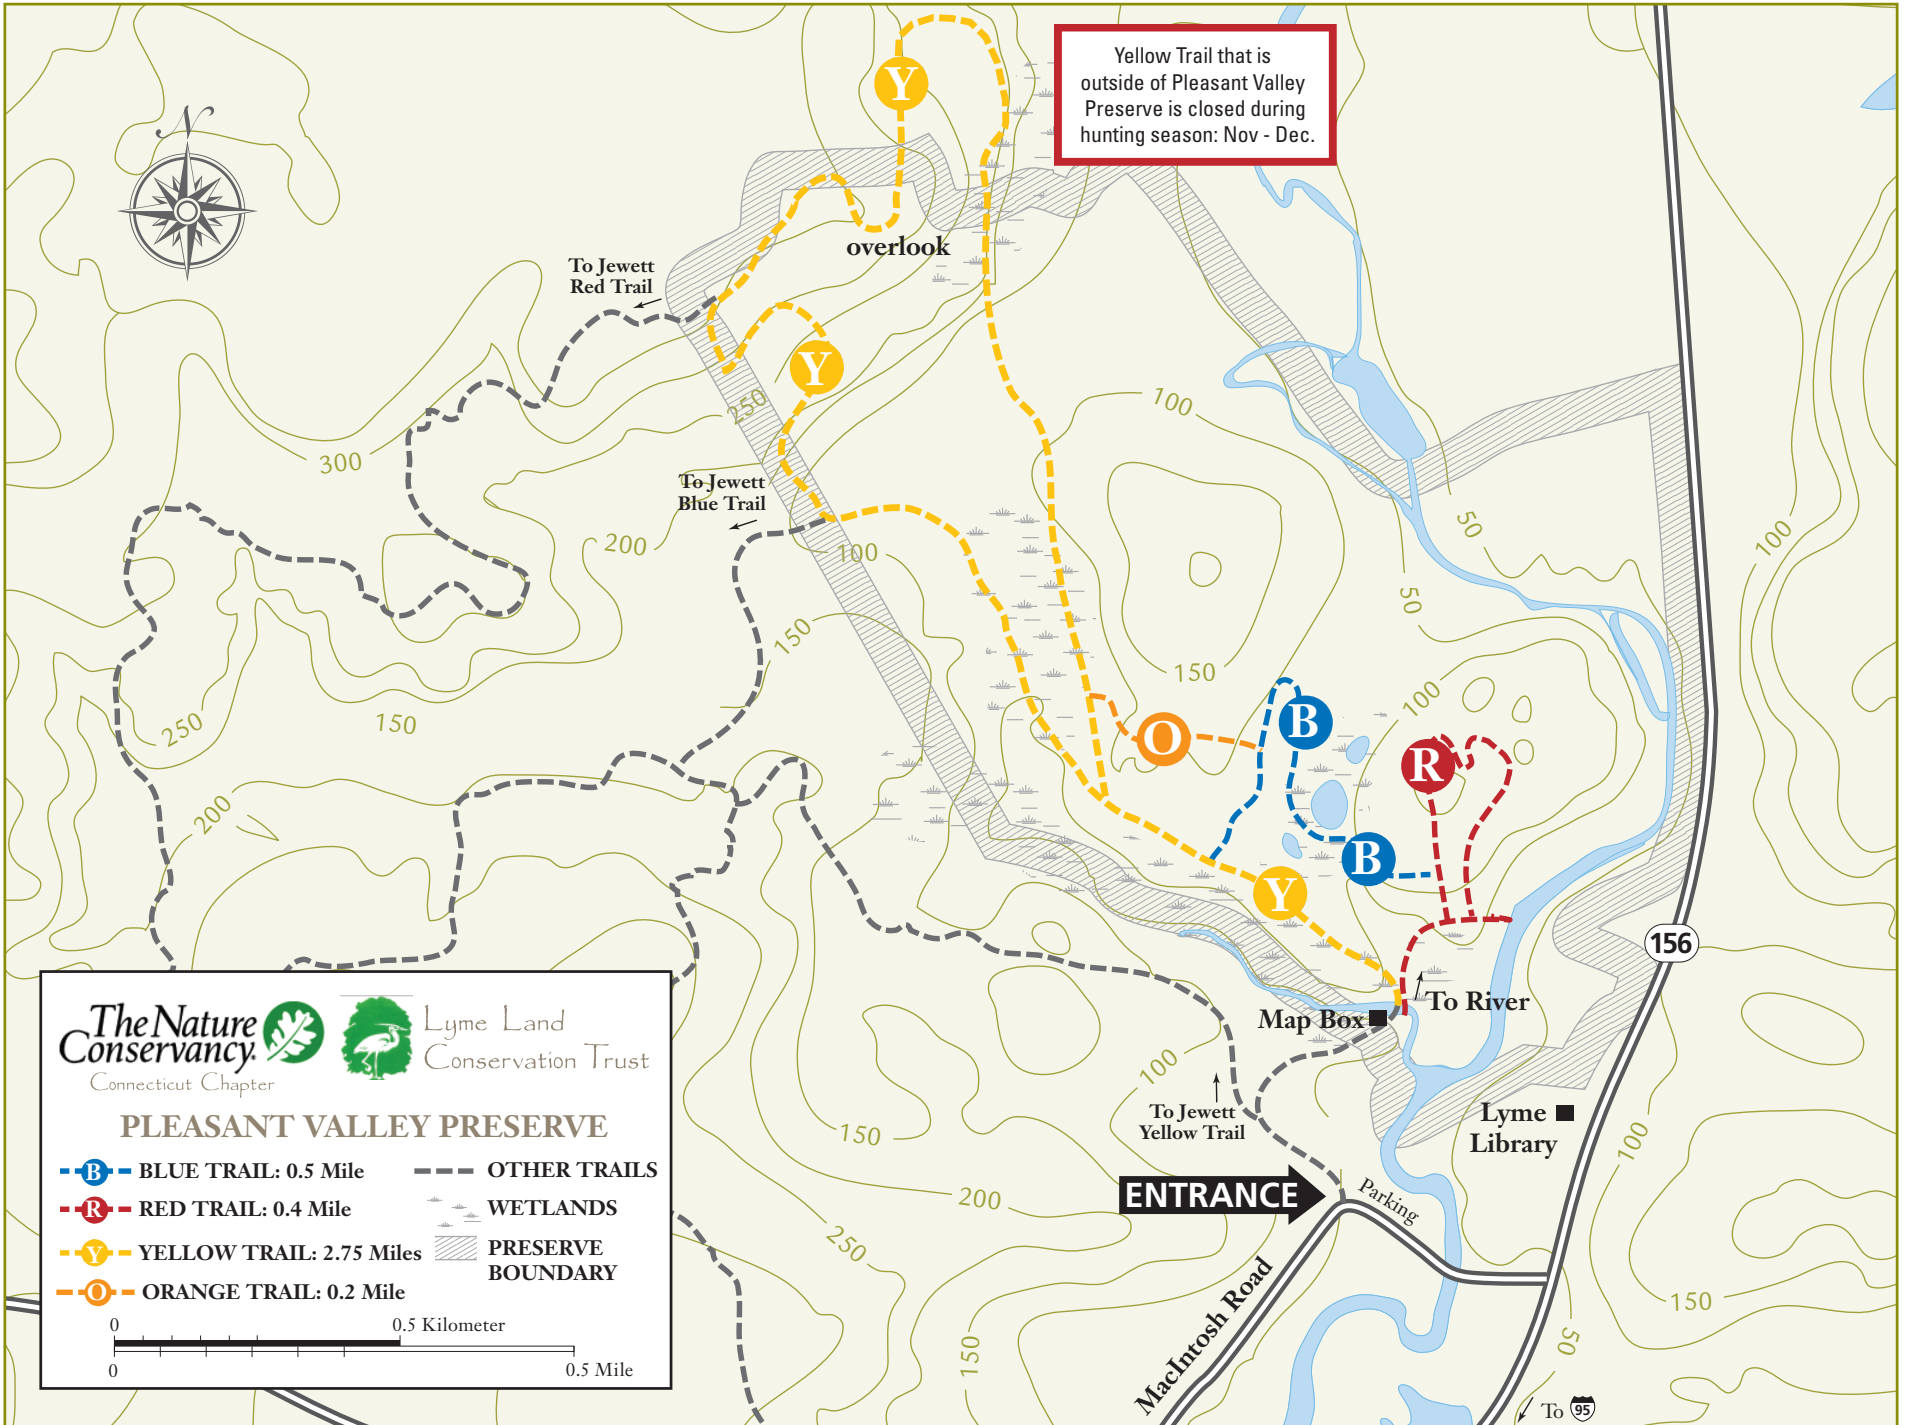 Y
Yellow Trail that is
outside of Pleasant Valley
Preserve is closed during
hunting season: Nov - Dec.
N
overlook
To Jewett
Red Trail
Y
250
100
300
To Jewett
Blue Trail
200
100
50
100
50
150
150
100
250
150
B
O
R
200
B
Y
156
To River
Map Box
100
To Jewett
Yellow Trail
Lyme
Library
100
150
ENTRANCE
Parking
200
250
MacIntosh Road
150
150
50
To 95
The Nature
Conservancy.
Connecticut Chapter
Lyme Land
Conservation Trust
PLEASANT VALLEY PRESERVE
B BLUE TRAIL: 0.5 Mile
R RED TRAIL: 0.4 Mile
Y YELLOW TRAIL: 2.75 Miles
O ORANGE TRAIL: 0.2 Mile
OTHER TRAILS
WETLANDS
PRESERVE
BOUNDARY
0 0.5 Kilometer
0 0.5 Mile